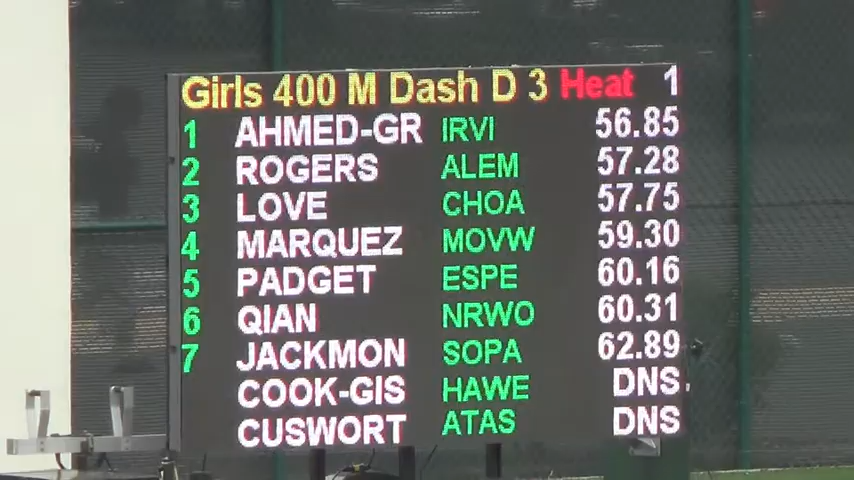 Girls 400 M Dash D 3 Heat 1
1 AHMED-GR IRVI 56.85
2 ROGERS ALEM 57.28
3 LOVE CHOA 57.75
4 MARQUEZ MOVW 59.30
5 PADGET ESPE 60.16
6 QIAN NRWO 60.31
7 JACKMON SOPA 62.89
COOK-GIS HAWE DNS
CUSWORT ATAS DNS